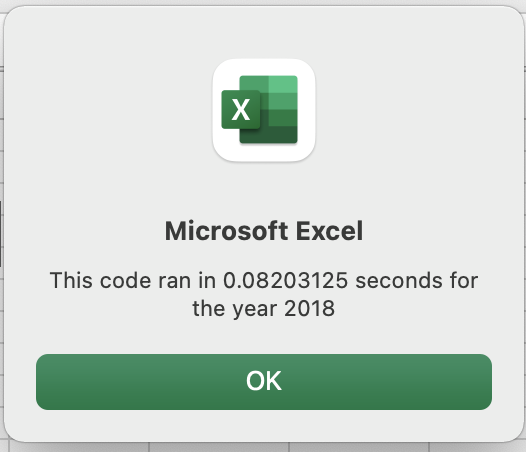 X
Microsoft Excel
This code ran in 0.08203125 seconds for
the year 2018
OK